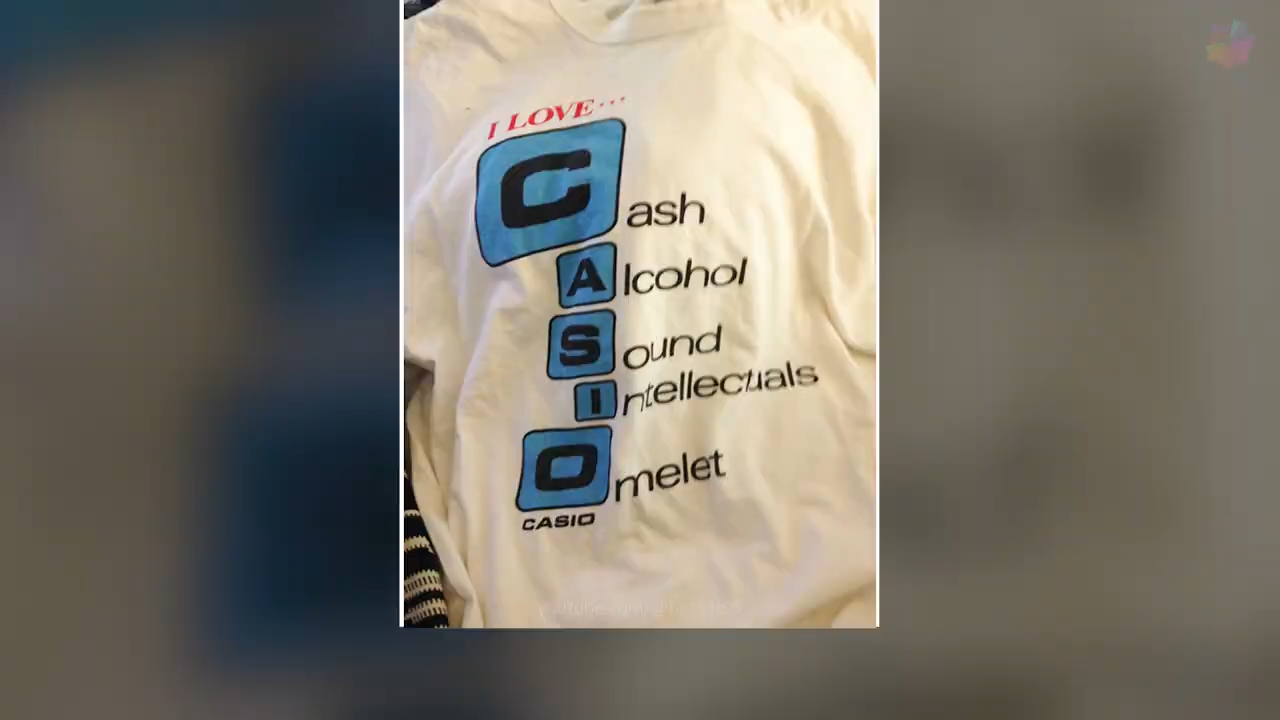 I LOVE...
Cash
Alcohol
Sound
Intellectuals
Omelet
CASIO